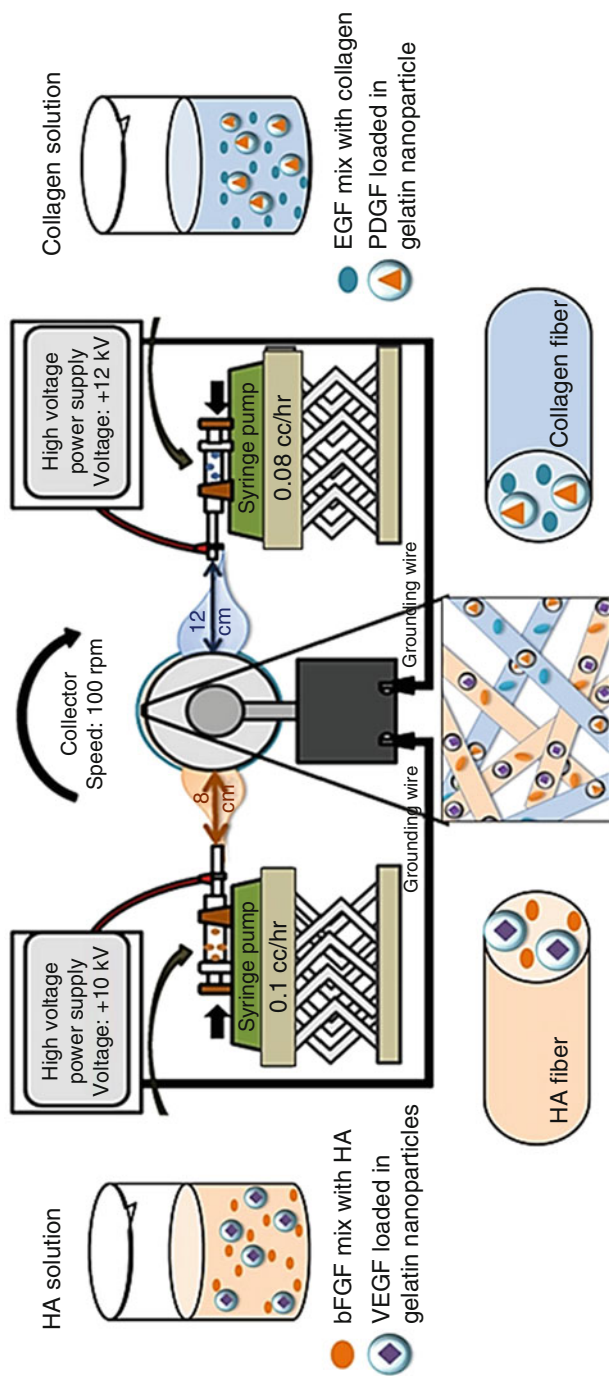 HA solution
bFGF mix with HA
VEGF loaded in
gelatin nanoparticles
High voltage
power supply
Voltage: +10 kV
Syringe pump
0.1 cc/hr
8
cm
Collector
Speed: 100 rpm
12
cm
High voltage
power supply
Voltage: +12 kV
Syringe pump
0.08 cc/hr
Grounding wire
Grounding wire
Collagen solution
EGF mix with collagen
PDGF loaded in
gelatin nanoparticle
HA fiber
Collagen fiber